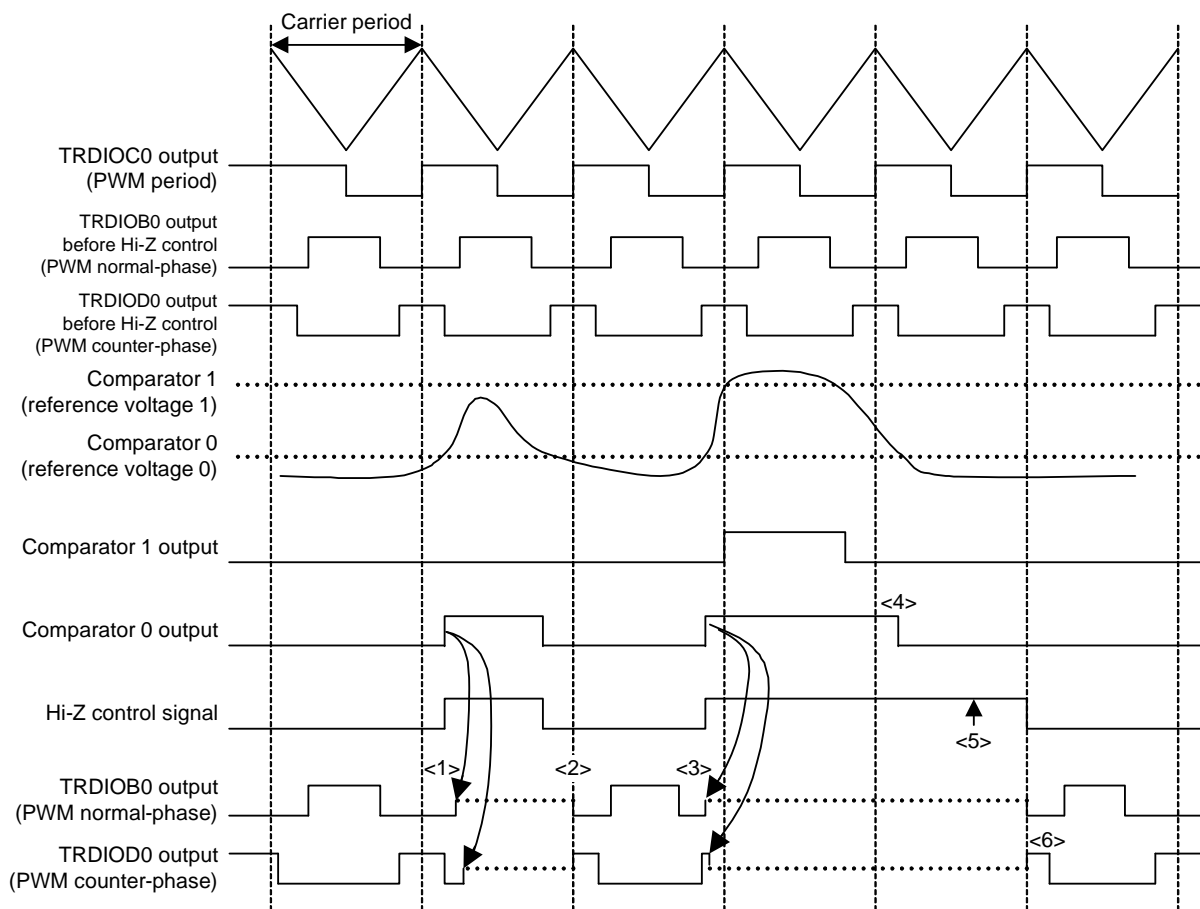 Carrier period
TRDIOC0 output
(PWM period)
TRDIOB0 output
before Hi-Z control
(PWM normal-phase)
TRDIOD0 output
before Hi-Z control
(PWM counter-phase)
Comparator 1
(reference voltage 1)
Comparator 0
(reference voltage 0)
Comparator 1 output
<4>
Comparator 0 output
Hi-Z control signal
<5>
<1>
<2>
<3>
TRDIOB0 output
(PWM normal-phase)
<6>
TRDIOD0 output
(PWM counter-phase)